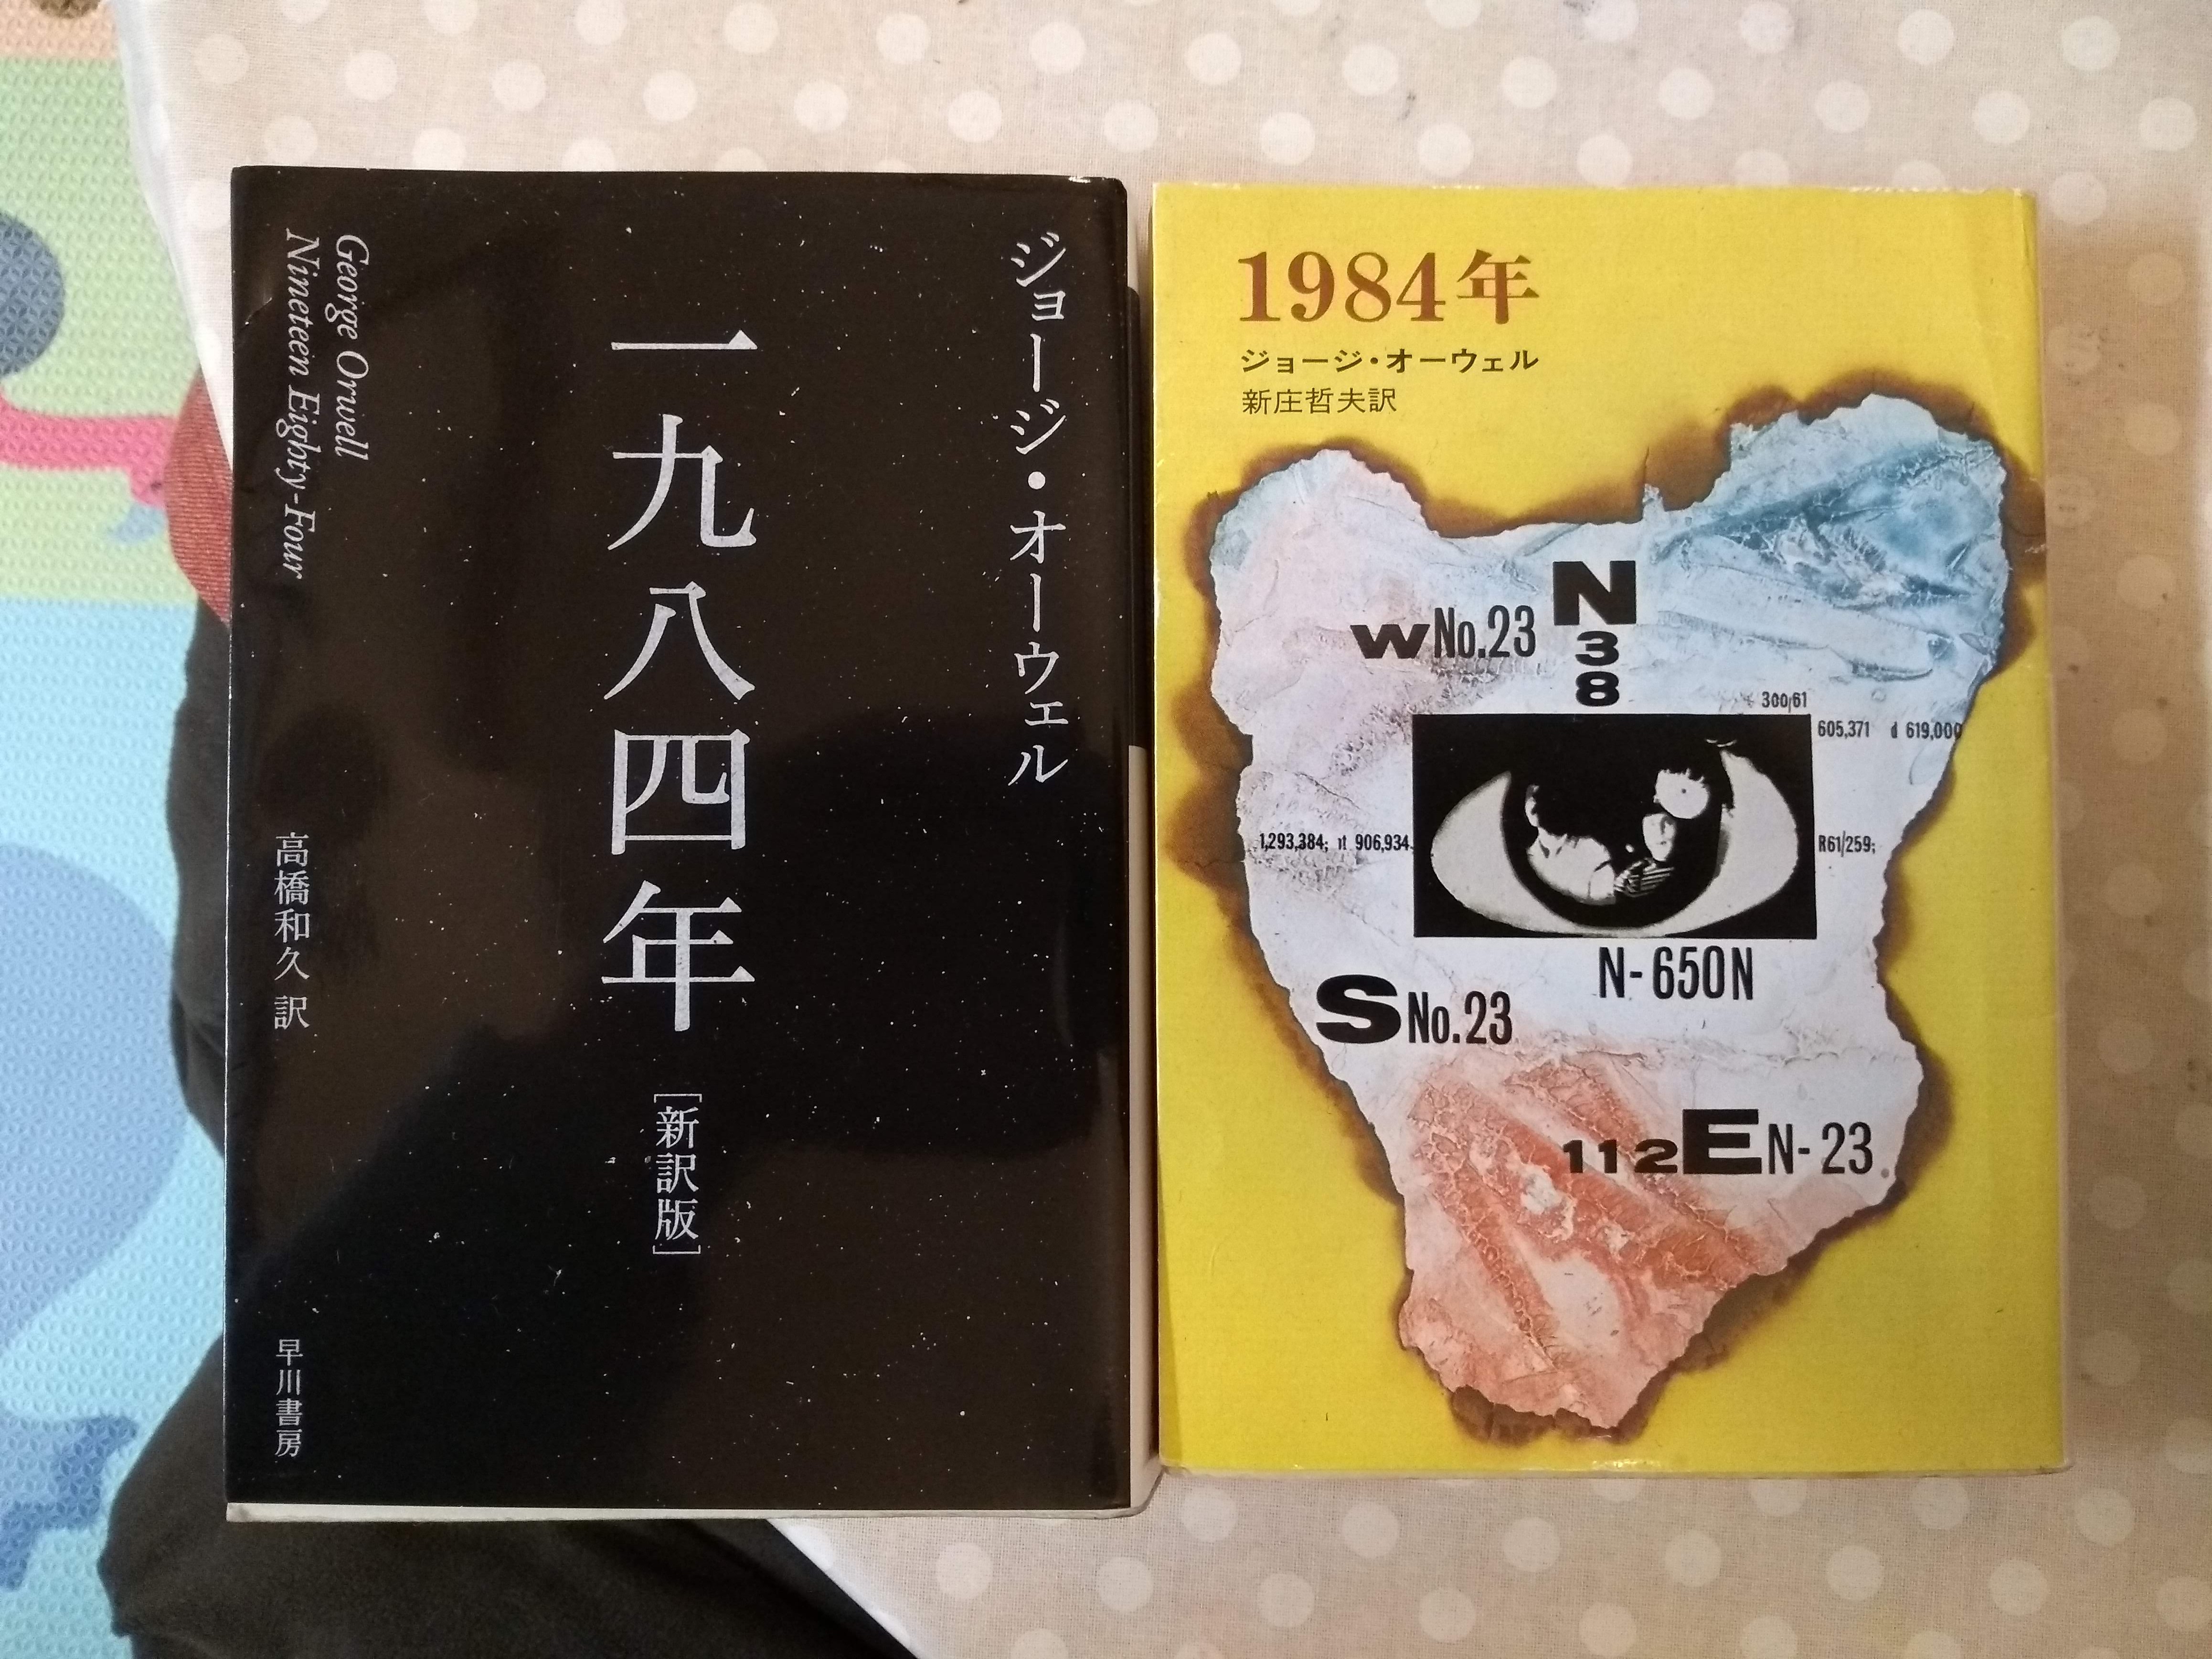 ジョージ・オーウェル
一九八四年
[新訳版]
George Orwell
Nineteen Eighty-Four
高橋和久 訳
早川書房
1984年
ジョージ・オーウェル
新庄哲夫訳
N
38
W No.23
300/61
605,371 d 619,000
1,293,384; it 906,934.
R61/259;
N-650N
S No.23
112EN-23